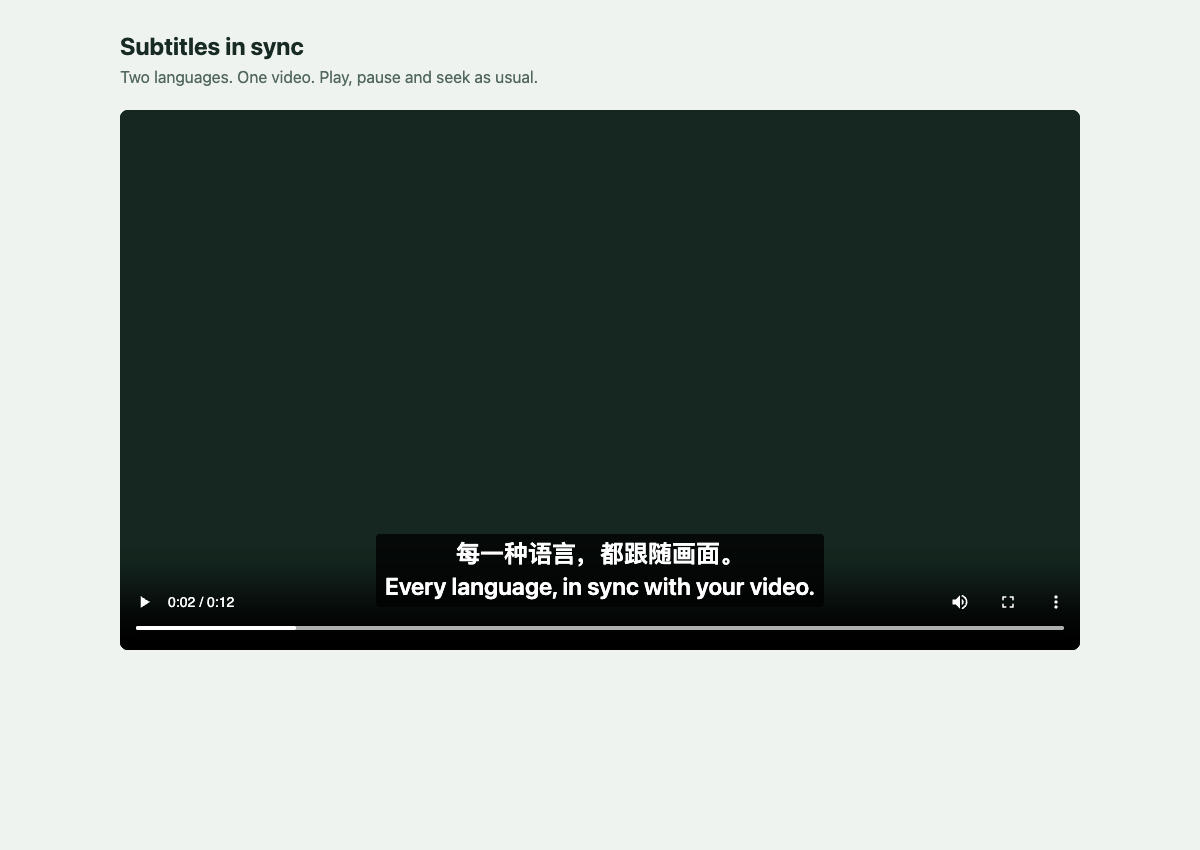 Subtitles in sync
Two languages. One video. Play, pause and seek as usual.
每一种语言，都跟随画面。
Every language, in sync with your video.
0:02 / 0:12